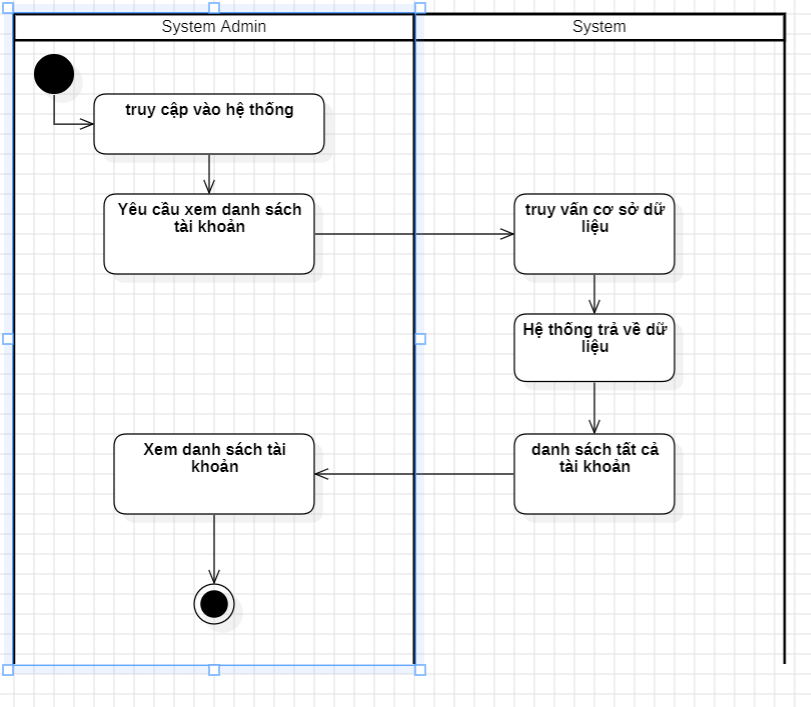 System Admin
System
truy cập vào hệ thống
Yêu cầu xem danh sách
tài khoản
truy vấn cơ sở dữ
liệu
Hệ thống trả về dữ
liệu
Xem danh sách tài
khoản
danh sách tất cả
tài khoản